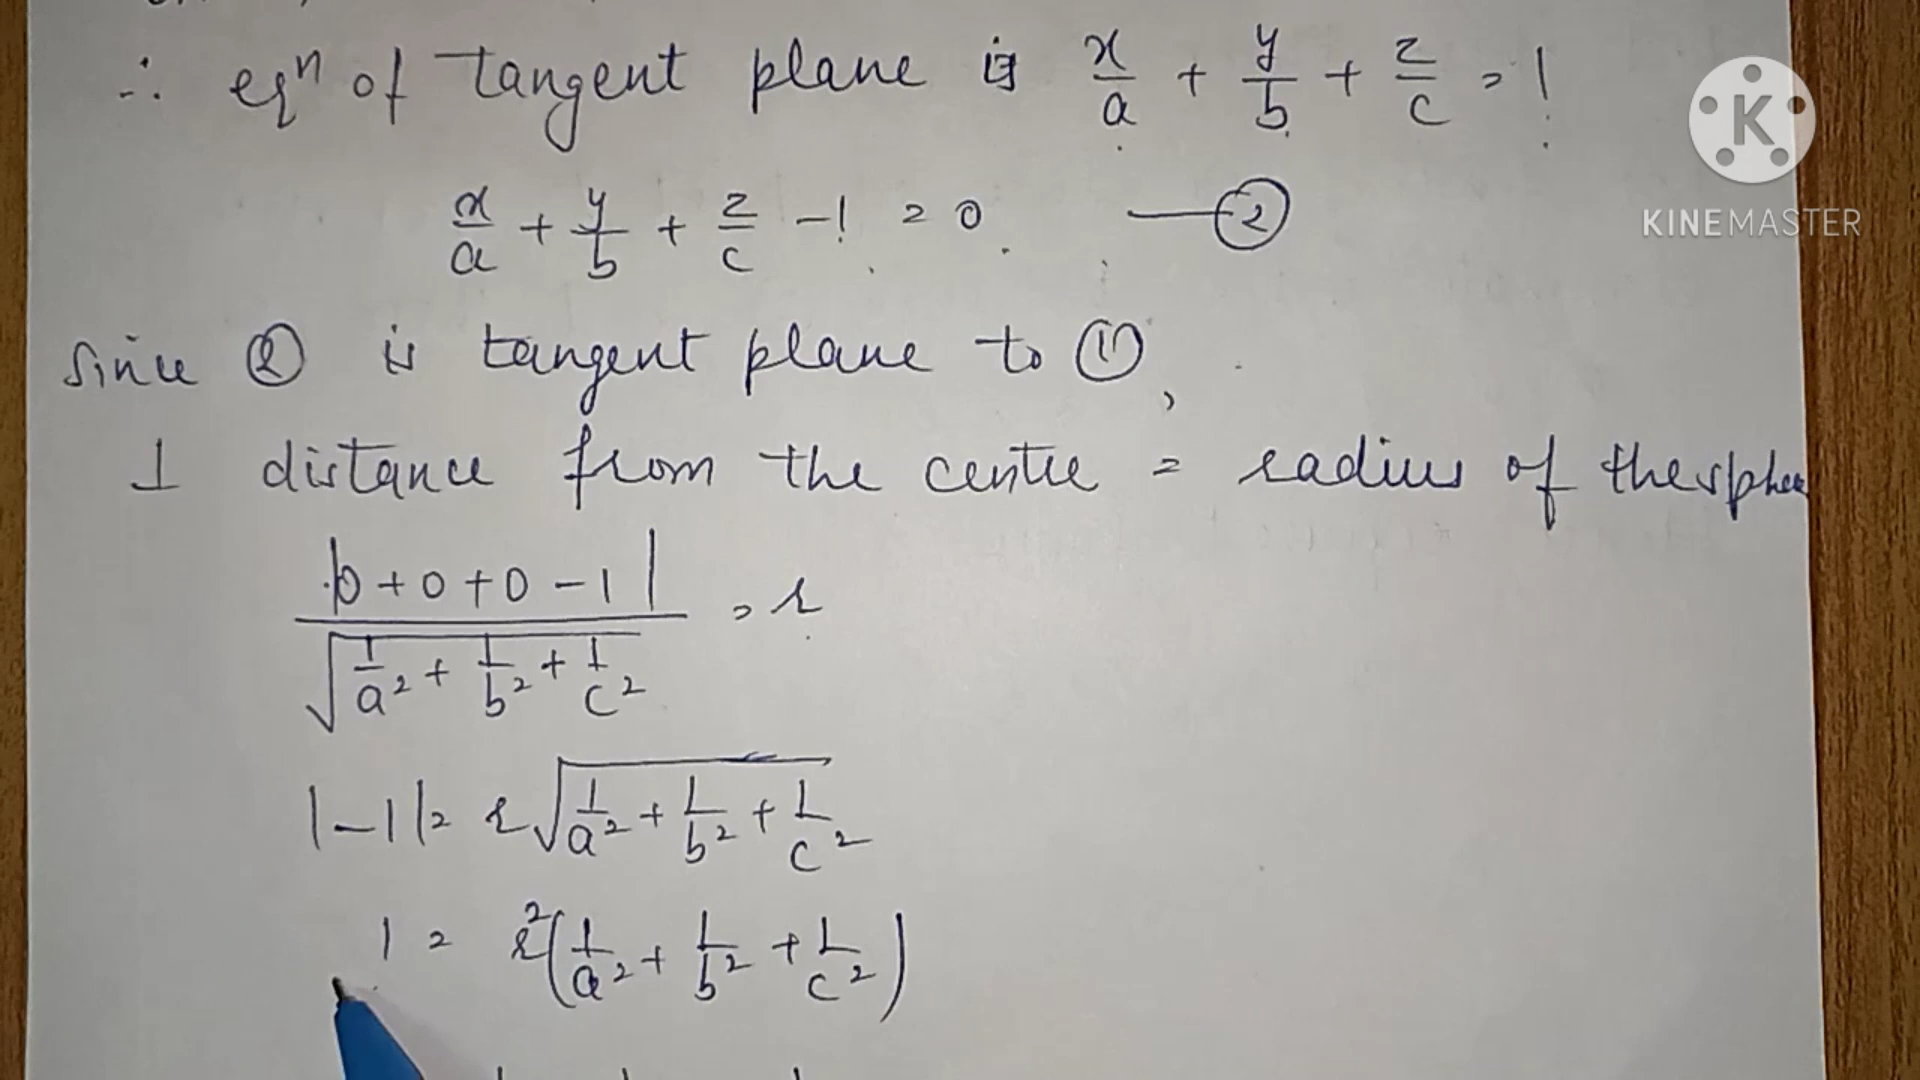 ∴ eqⁿ of tangent plane is x/a + y/b + z/c = 1
x/a + y/b + z/c - 1 = 0 — ②
K
KINEMASTER
Since ② is tangent plane to ①,
⊥ distance from the centre = radius of the sphere
|0+0+0-1| / √(1/a² + 1/b² + 1/c²) = r
|-1| = r√(1/a² + 1/b² + 1/c²)
1 = r²(1/a² + 1/b² + 1/c²)